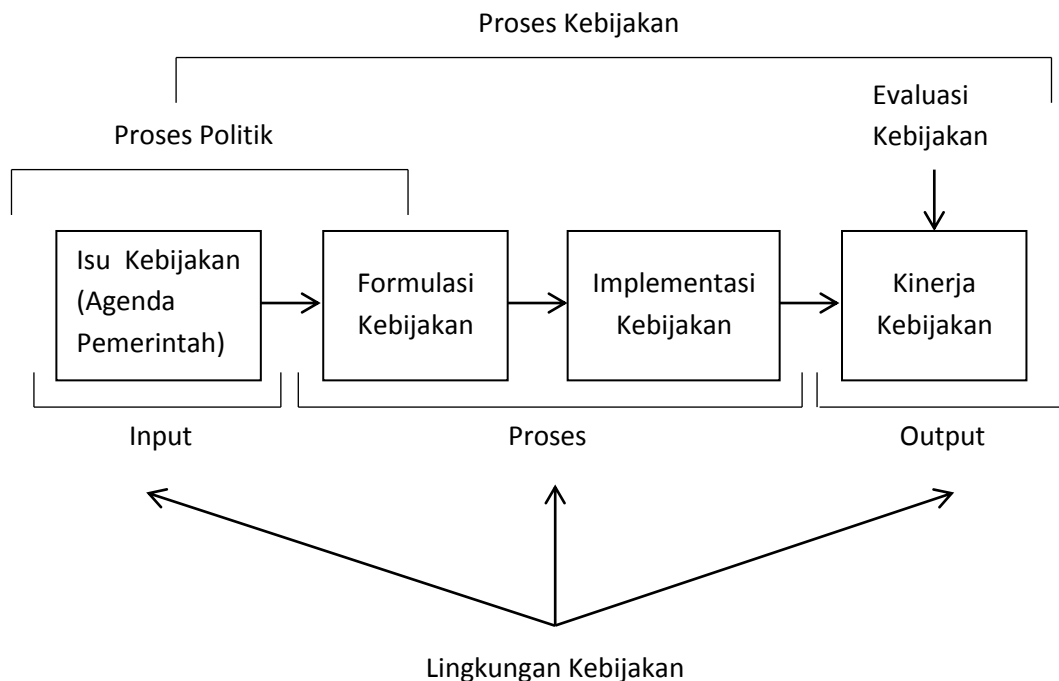 Proses Kebijakan
Evaluasi
Kebijakan
Proses Politik
Isu Kebijakan
(Agenda
Pemerintah)
Formulasi
Kebijakan
Implementasi
Kebijakan
Kinerja
Kebijakan
Input
Proses
Output
Lingkungan Kebijakan